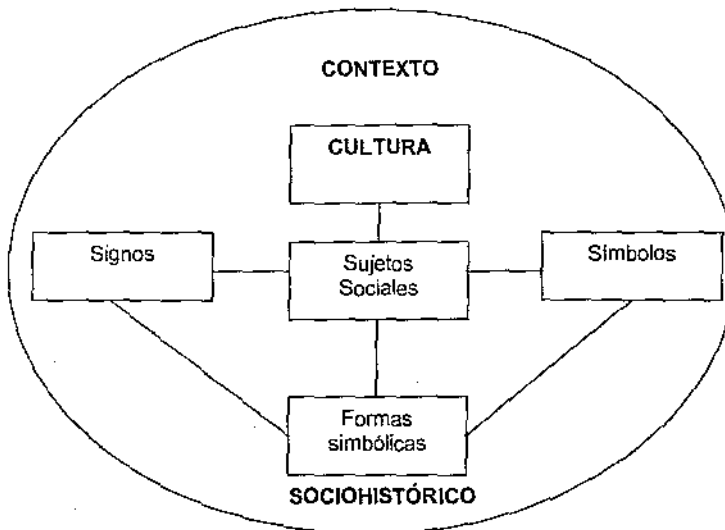 CONTEXTO
CULTURA
Signos
Sujetos
Sociales
Símbolos
Formas
simbólicas
SOCIOHISTÓRICO